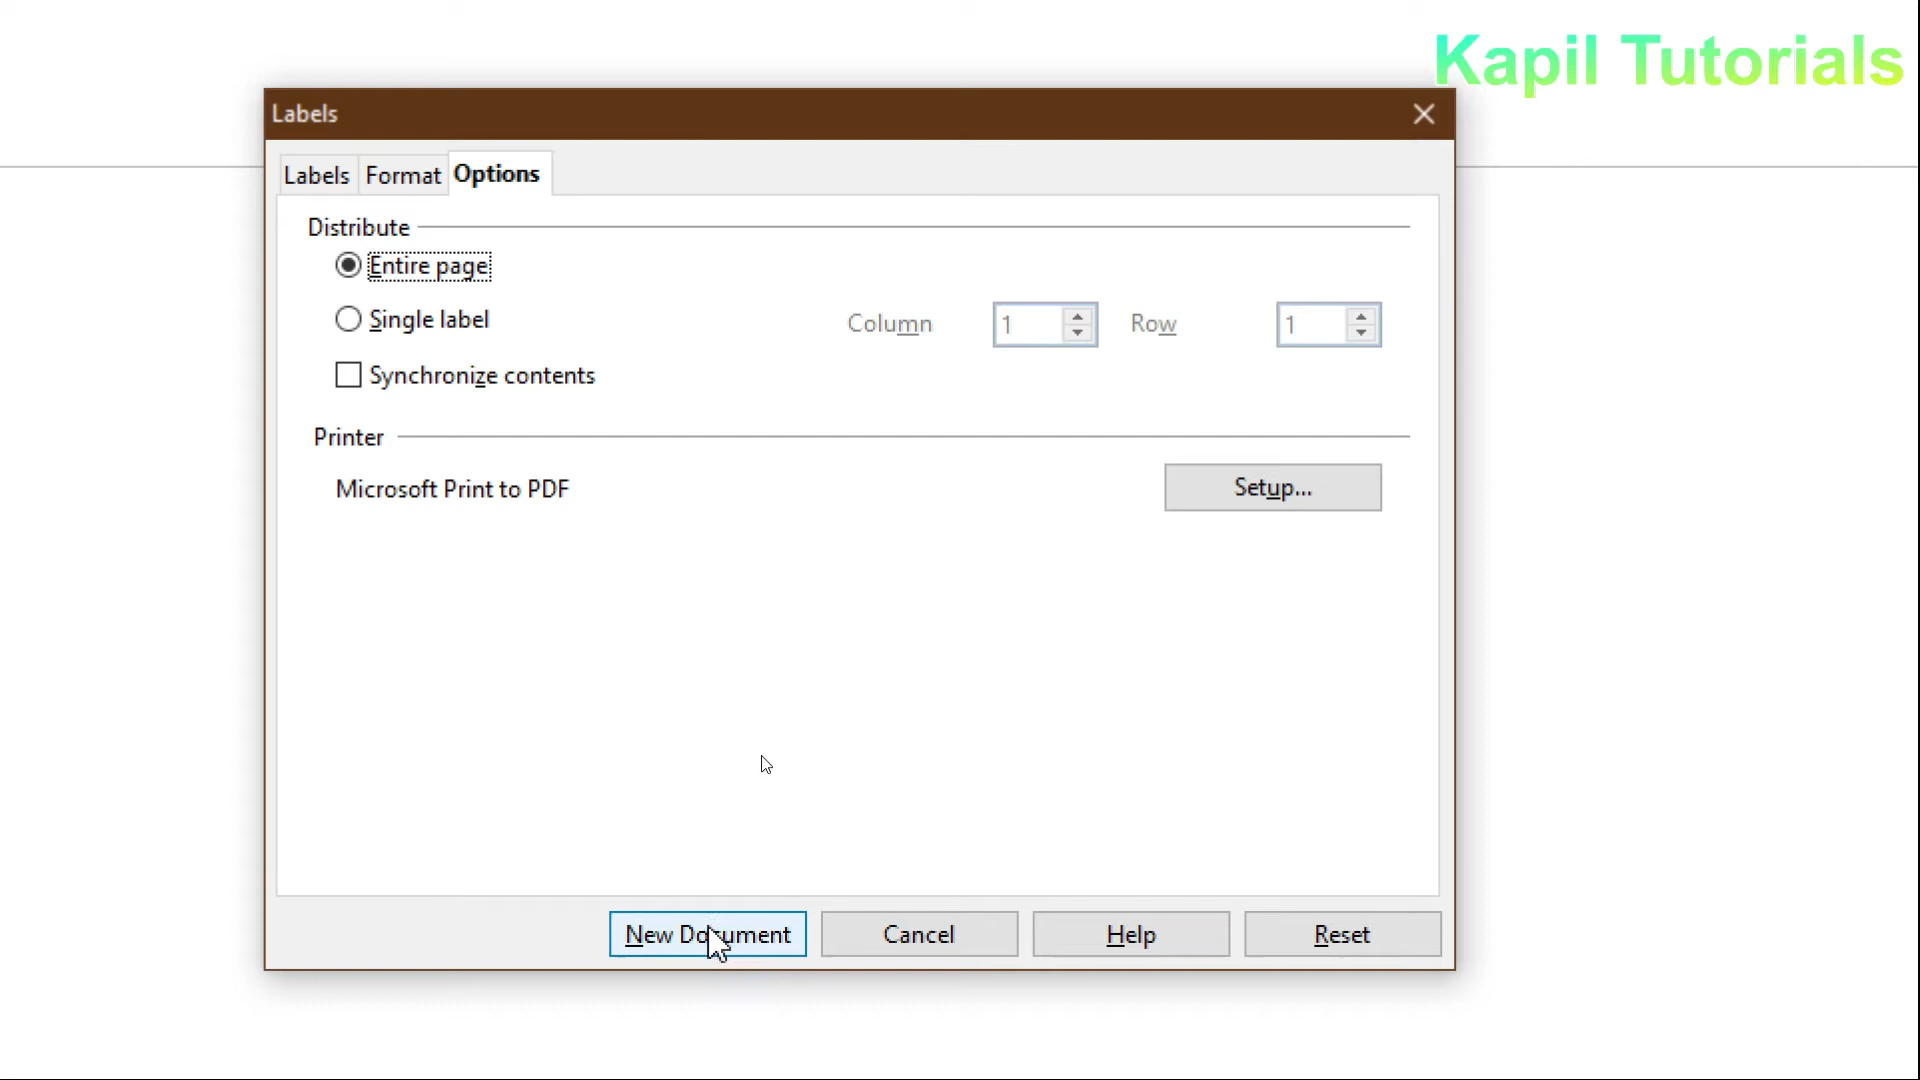 Kapil Tutorials
Labels
Labels Format Options
Distribute
Entire page
Single label Column 1 Row 1
Synchronize contents
Printer
Microsoft Print to PDF Setup...
New Document Cancel Help Reset